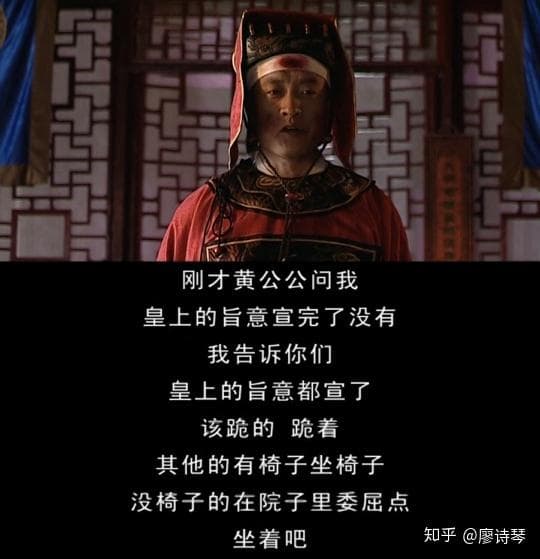 刚才黄公公问我
皇上的旨意宣完了没有
我告诉你们
皇上的旨意都宣了
该跪的 跪着
其他的有椅子坐椅子
没椅子的在院子里委屈点
坐着吧
知乎 @廖诗琴